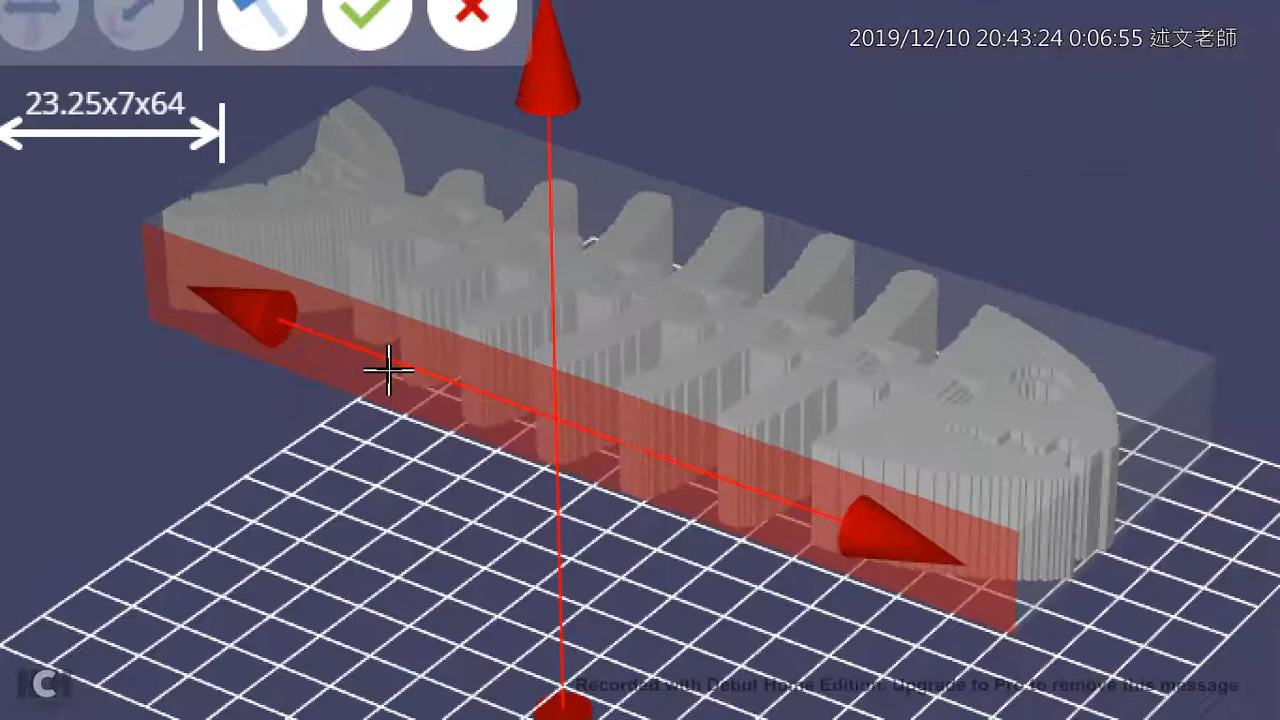 2019/12/10 20:43:24 0:06:55 述文老師
23.25x7x64
C
Recorded with Debut Home Edition. Upgrade to Pro to remove this message